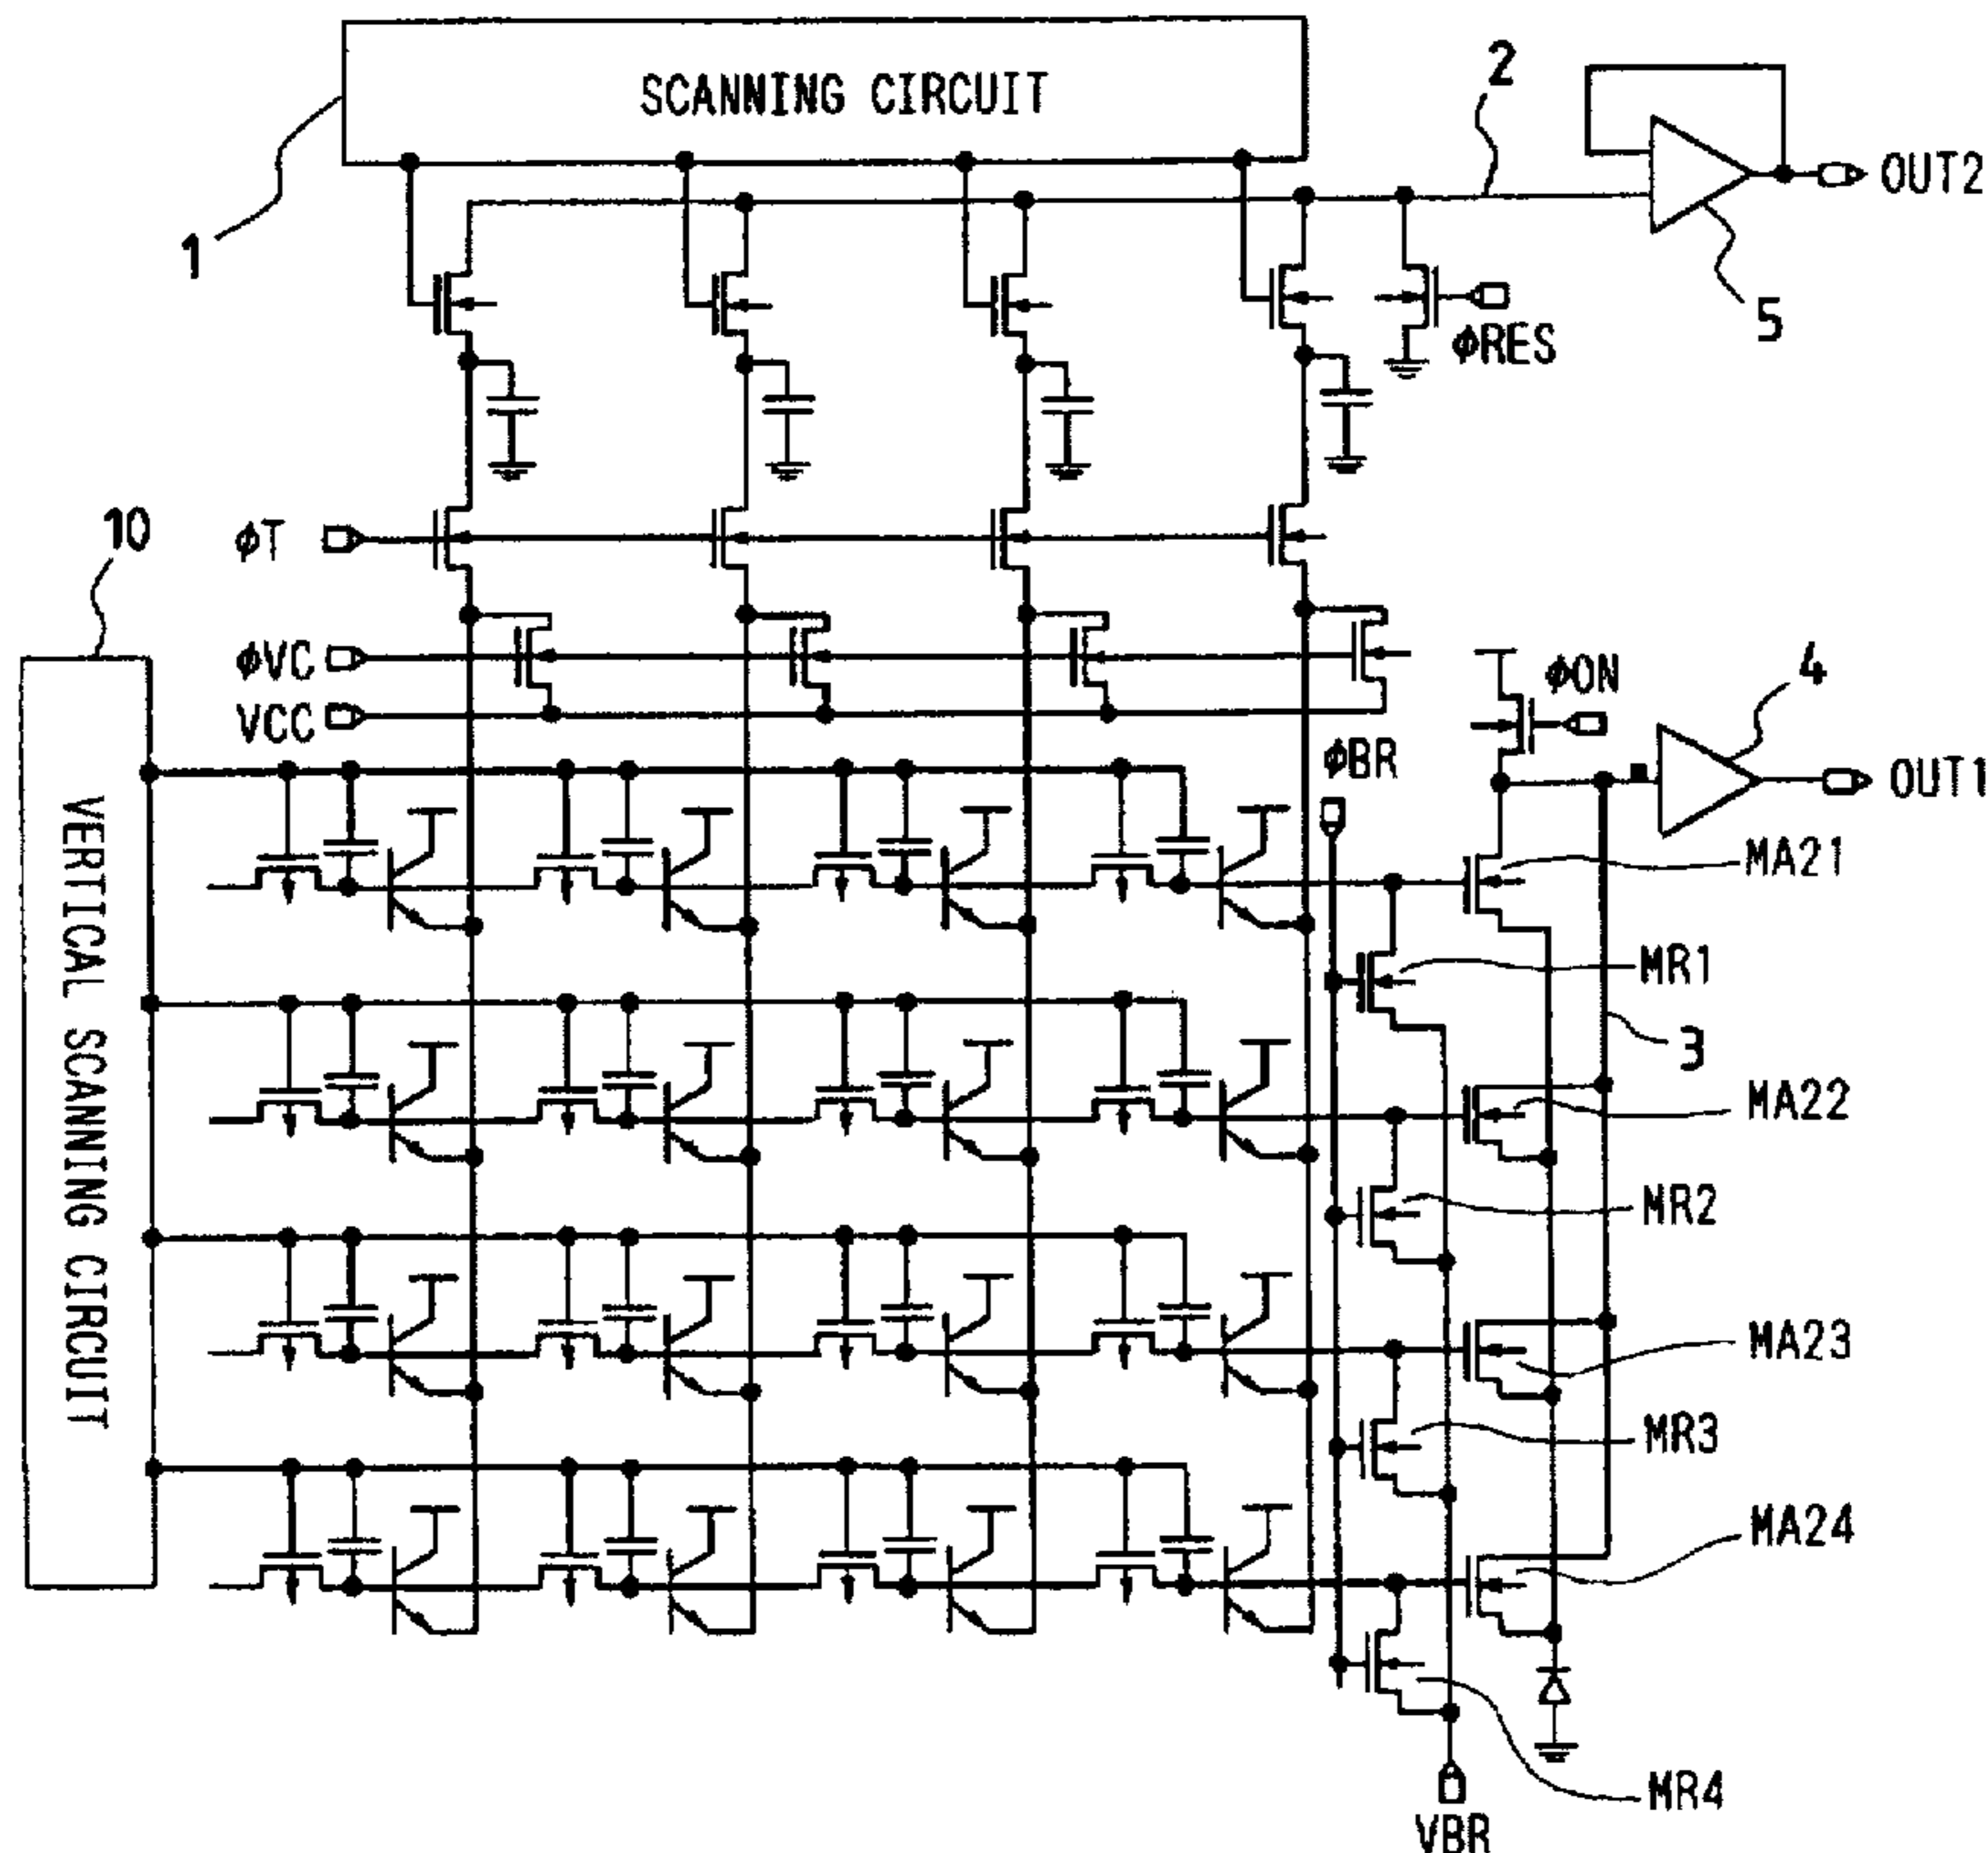 SCANNING CIRCUIT
2
OUT2
1
5
φRES
10
φT
φVC
VCC
φON
4
φBR
OUT1
MA21
MR1
3
MA22
MR2
MA23
MR3
MA24
MR4
VBR
VERTICAL SCANNING CIRCUIT